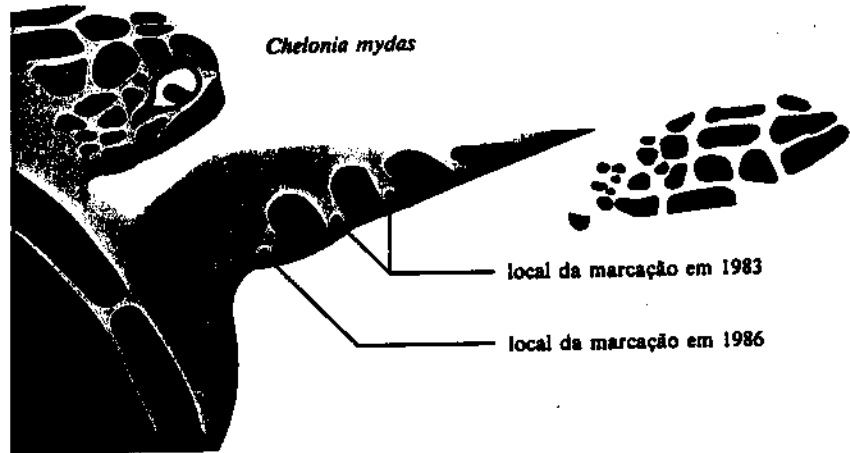 Chelonia mydas
local da marcação em 1983
local da marcação em 1986